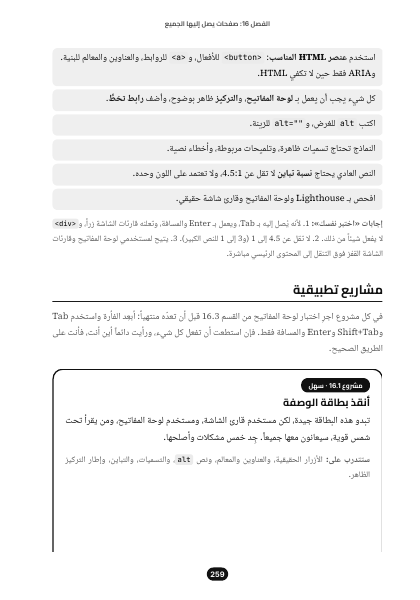 الفصل 16: صفحات يصل إليها الجميع
استخدم عنصر HTML المناسب: <button> للأفعال، و <a> للروابط، والعناوين والمعالم للبنية.
وARIA فقط حين لا تكفي HTML.
كل شيء يجب أن يعمل بـ لوحة المفاتيح، والتركيز ظاهر بوضوح، وأضف رابط تخطٍّ.
اكتب alt للغرض، و alt="" للزينة.
النماذج تحتاج تسميات ظاهرة، وتلميحات مربوطة، وأخطاء نصية.
النص العادي يحتاج نسبة تباين لا تقل عن 4.5:1، ولا تعتمد على اللون وحده.
افحص بـ Lighthouse ولوحة المفاتيح وقارئ شاشة حقيقي.
إجابات «اختبر نفسك»: 1. لأنه يُصل إليه بـ Tab، ويعمل بـ Enter والمسافة، وتعلنه قارئات الشاشة زراً، و <div>
لا يفعل شيئاً من ذلك. 2. لا تقل عن 4.5 إلى 1 (و3 إلى 1 للنص الكبير). 3. يتيح لمستخدمي لوحة المفاتيح وقارئات
الشاشة القفز فوق التنقل إلى المحتوى الرئيسي مباشرة.
مشاريع تطبيقية
في كل مشروع اجرِ اختبار لوحة المفاتيح من القسم 16.3 قبل أن تعدّه منتهياً: أبعِد الفأرة واستخدم Tab
وShift+Tab وEnter والمسافة فقط. فإن استطعت أن تفعل كل شيء، ورأيت دائماً أين أنت، فأنت على
الطريق الصحيح.
مشروع 16.1 · سهل
أنقذ بطاقة الوصفة
تبدو هذه البطاقة جيدة، لكن مستخدم قارئ الشاشة، ومستخدم لوحة المفاتيح، ومن يقرأ تحت
شمس قوية، سيعانون معها جميعاً. جِد خمس مشكلات وأصلحها.
ستتدرب على: الأزرار الحقيقية، والعناوين والمعالم، ونص alt، والتسميات، والتباين، وإطار التركيز
الظاهر.
259